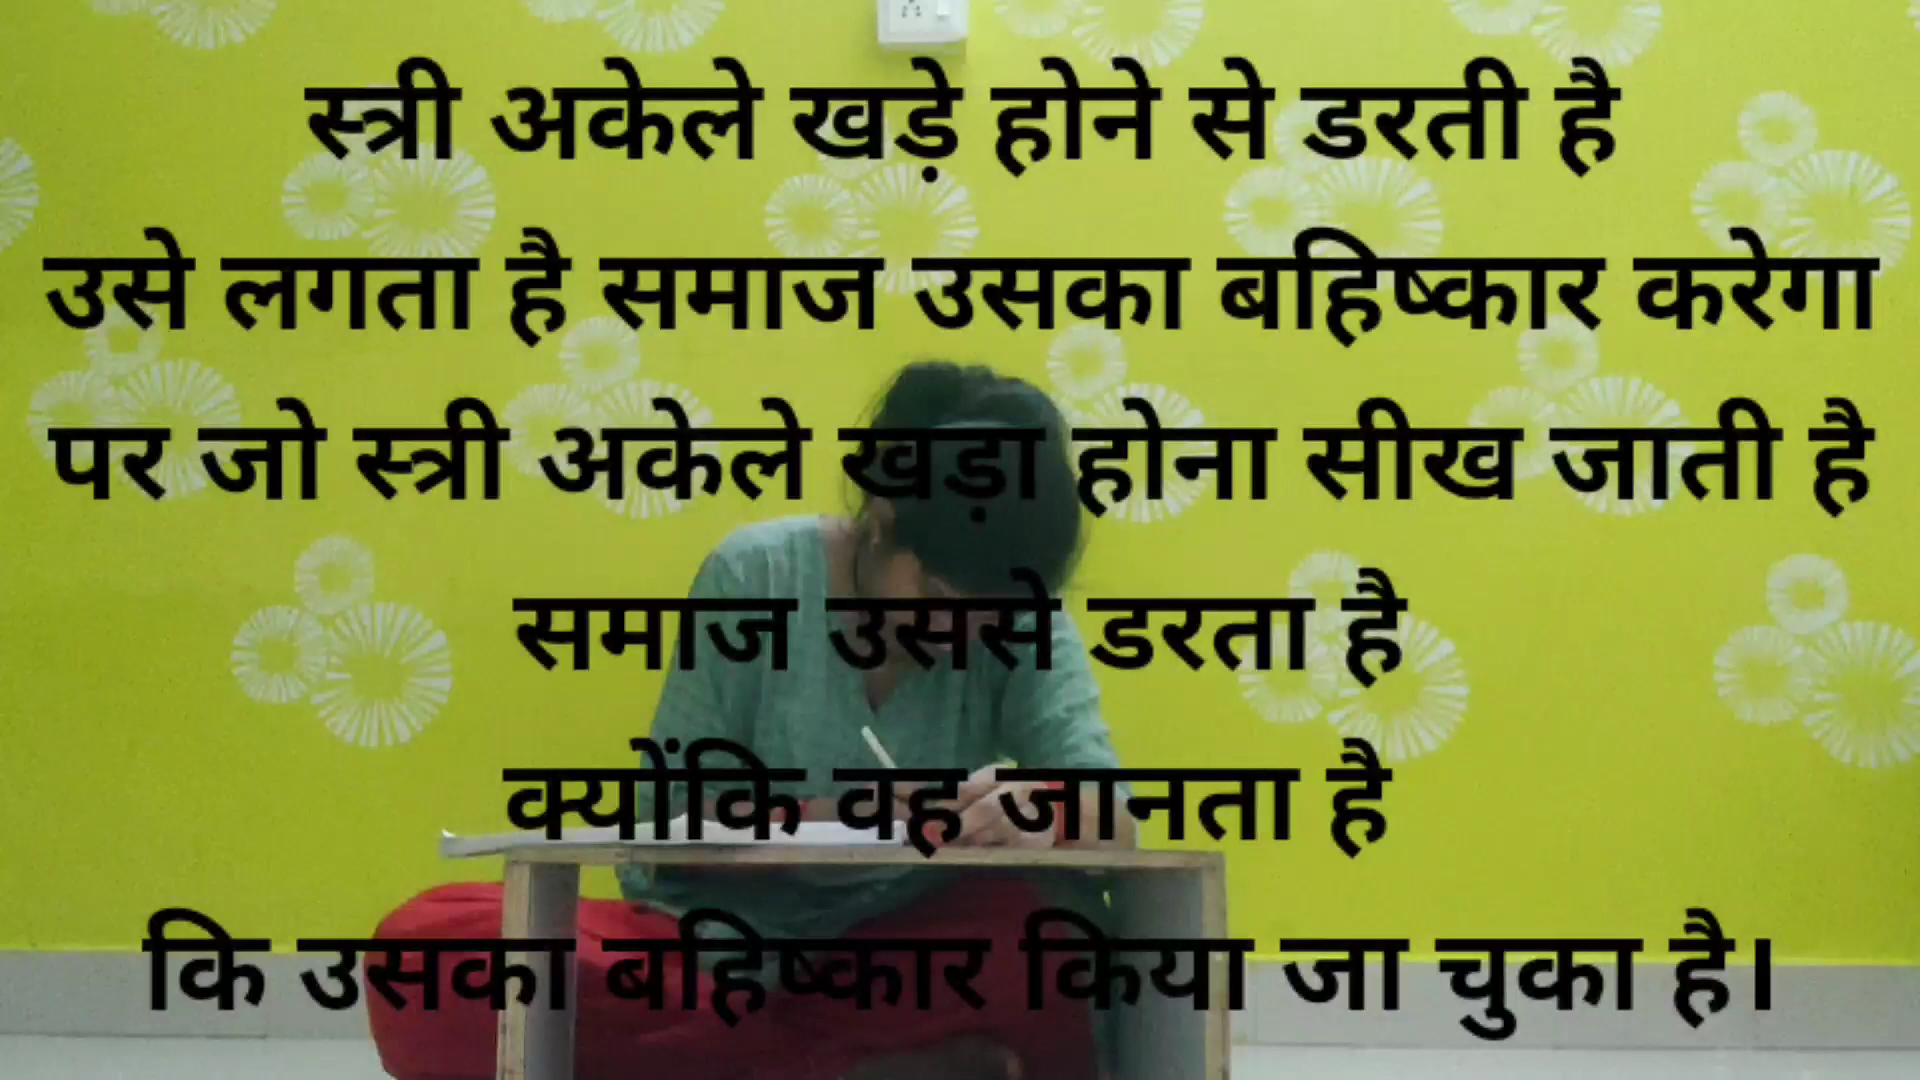 स्त्री अकेले खड़े होने से डरती है
उसे लगता है समाज उसका बहिष्कार करेगा
पर जो स्त्री अकेले खड़ा होना सीख जाती है
समाज उससे डरता है
क्योंकि वह जानता है
कि उसका बहिष्कार किया जा चुका है।